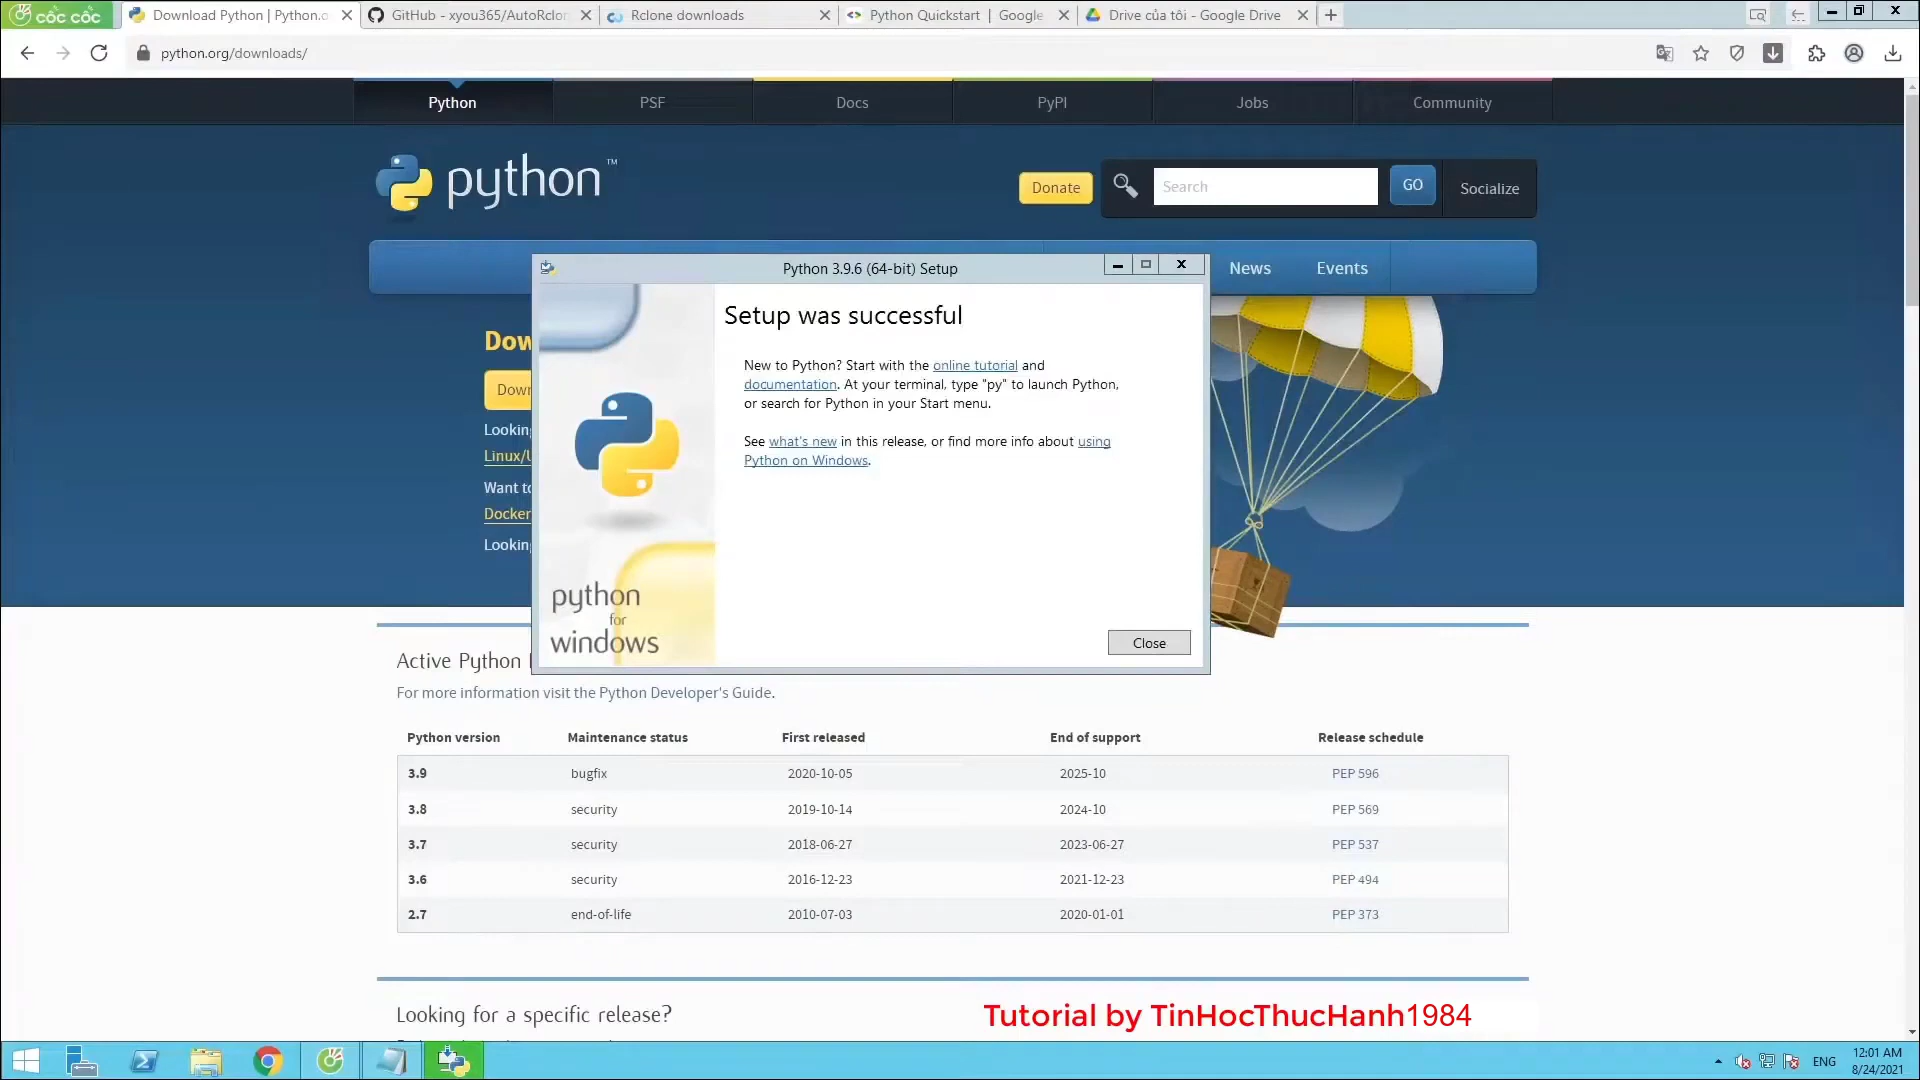 cốc cốc
Download Python | Python.o
GitHub - xyou365/AutoRclon
Rclone downloads
Python Quickstart | Google
Drive của tôi - Google Drive
python.org/downloads/
Python
PSF
Docs
PyPI
Jobs
Community
python™
Donate
Search
GO
Socialize
News
Events
Python 3.9.6 (64-bit) Setup
Setup was successful
New to Python? Start with the online tutorial and
documentation. At your terminal, type "py" to launch Python,
or search for Python in your Start menu.
See what's new in this release, or find more info about using
Python on Windows.
python
for
windows
Close
Dow
Down
Looking
Linux/U
Want to
Docker
Looking
Active Python
For more information visit the Python Developer's Guide.
Python version Maintenance status First released End of support Release schedule
3.9 bugfix 2020-10-05 2025-10 PEP 596
3.8 security 2019-10-14 2024-10 PEP 569
3.7 security 2018-06-27 2023-06-27 PEP 537
3.6 security 2016-12-23 2021-12-23 PEP 494
2.7 end-of-life 2010-07-03 2020-01-01 PEP 373
Looking for a specific release?
Tutorial by TinHocThucHanh1984
ENG
12:01 AM
8/24/2021